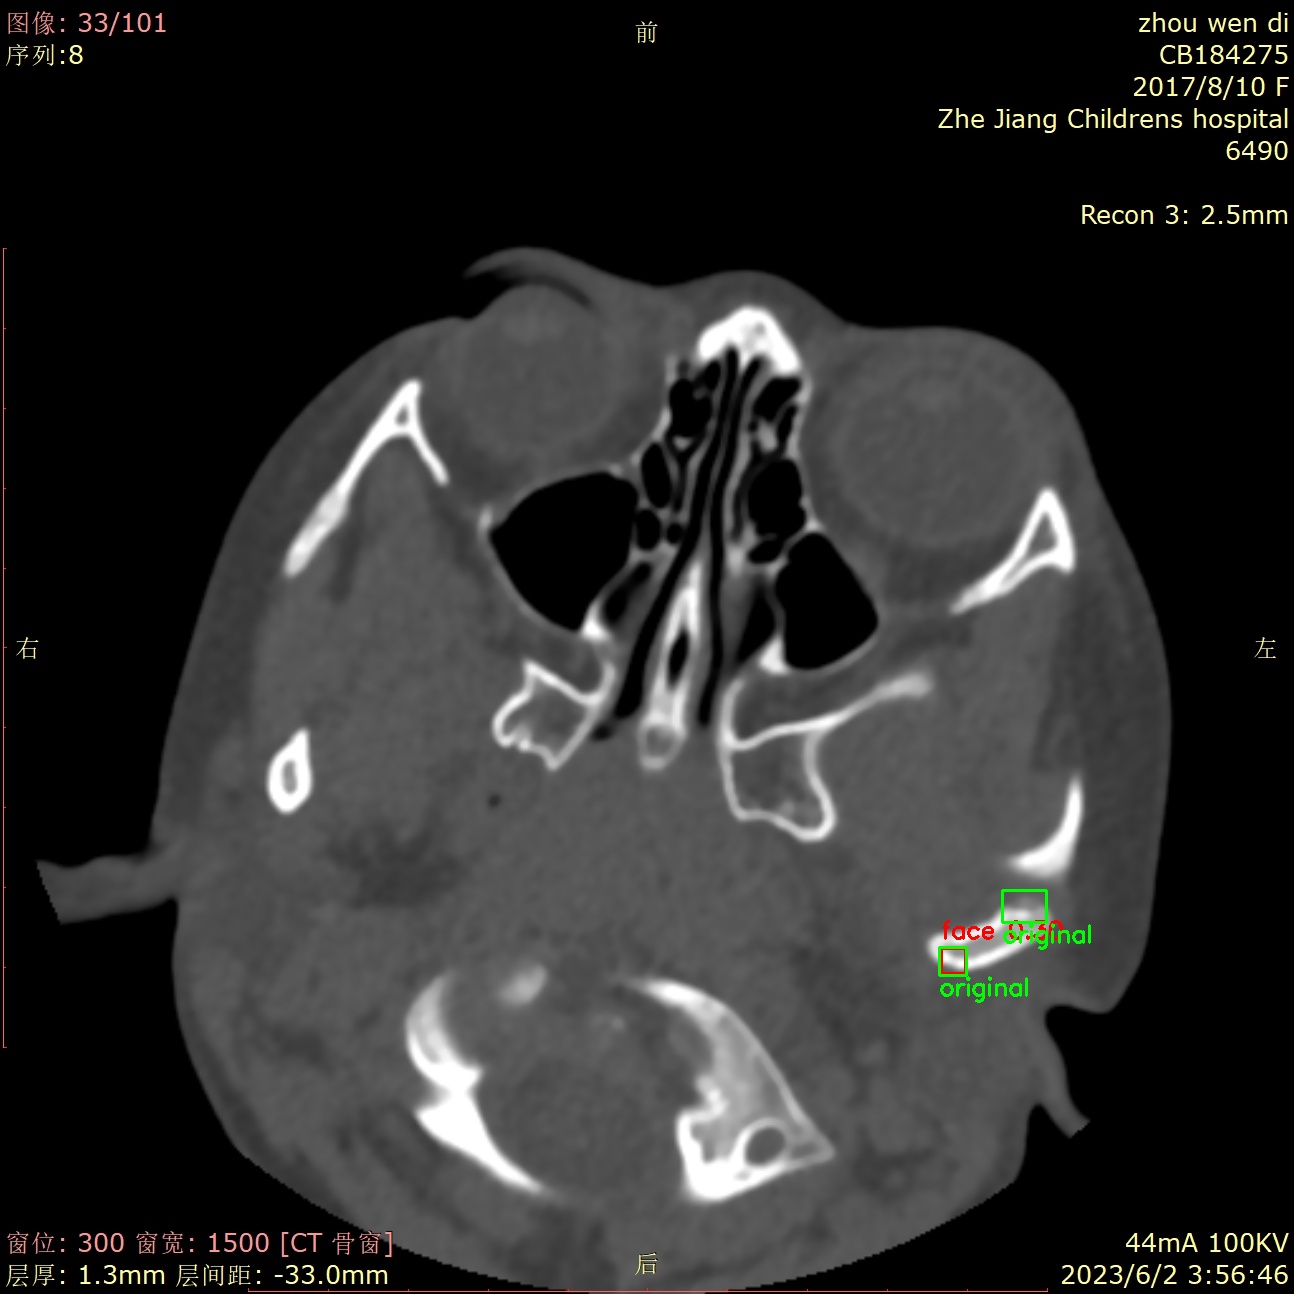 图像: 33/101
序列:8
前
zhou wen di
CB184275
2017/8/10 F
Zhe Jiang Childrens hospital
6490
Recon 3: 2.5mm
右
左
face
original
original
窗位: 300 窗宽: 1500 [CT 骨窗]
层厚: 1.3mm 层间距: -33.0mm
后
44mA 100KV
2023/6/2 3:56:46